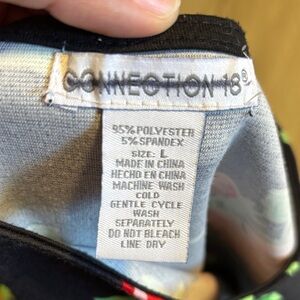 CONNECTION 18®
95% POLYESTER
5% SPANDEX
SIZE: L
MADE IN CHINA
HECHO EN CHINA
MACHINE WASH
COLD
GENTLE CYCLE
WASH
SEPARATELY
DO NOT BLEACH
LINE DRY